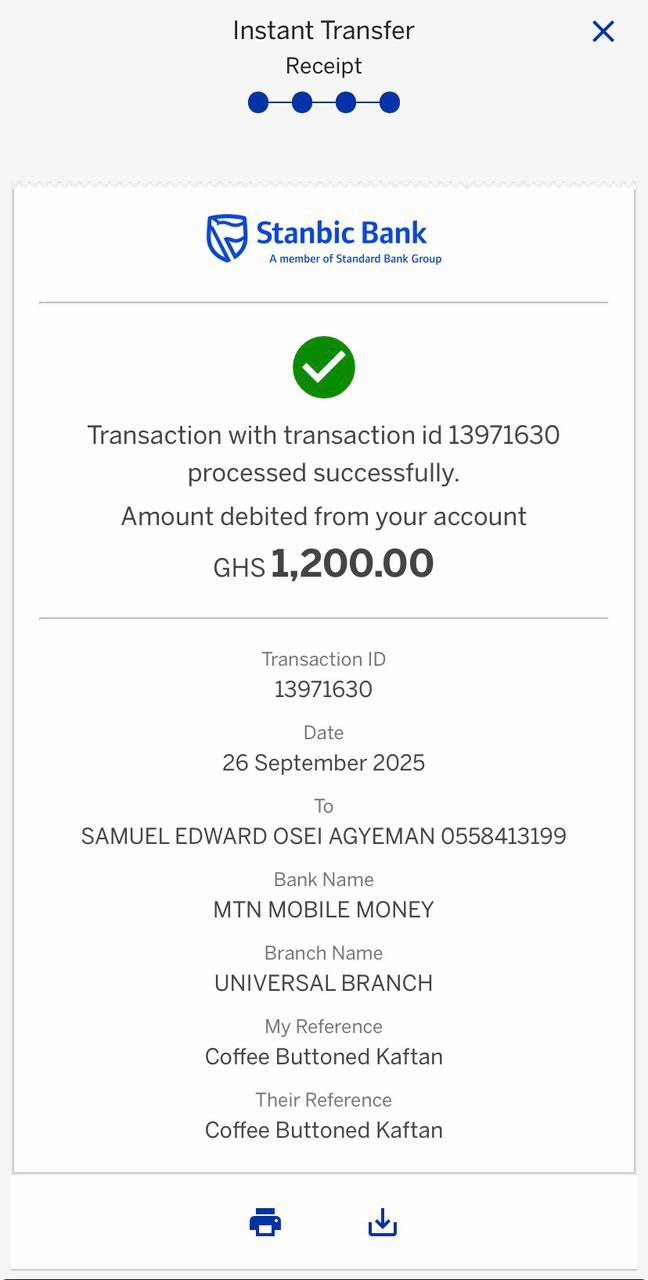 Instant Transfer
Receipt
Stanbic Bank
A member of Standard Bank Group
Transaction with transaction id 13971630
processed successfully.
Amount debited from your account
GHS 1,200.00
Transaction ID
13971630
Date
26 September 2025
To
SAMUEL EDWARD OSEI AGYEMAN 0558413199
Bank Name
MTN MOBILE MONEY
Branch Name
UNIVERSAL BRANCH
My Reference
Coffee Buttoned Kaftan
Their Reference
Coffee Buttoned Kaftan